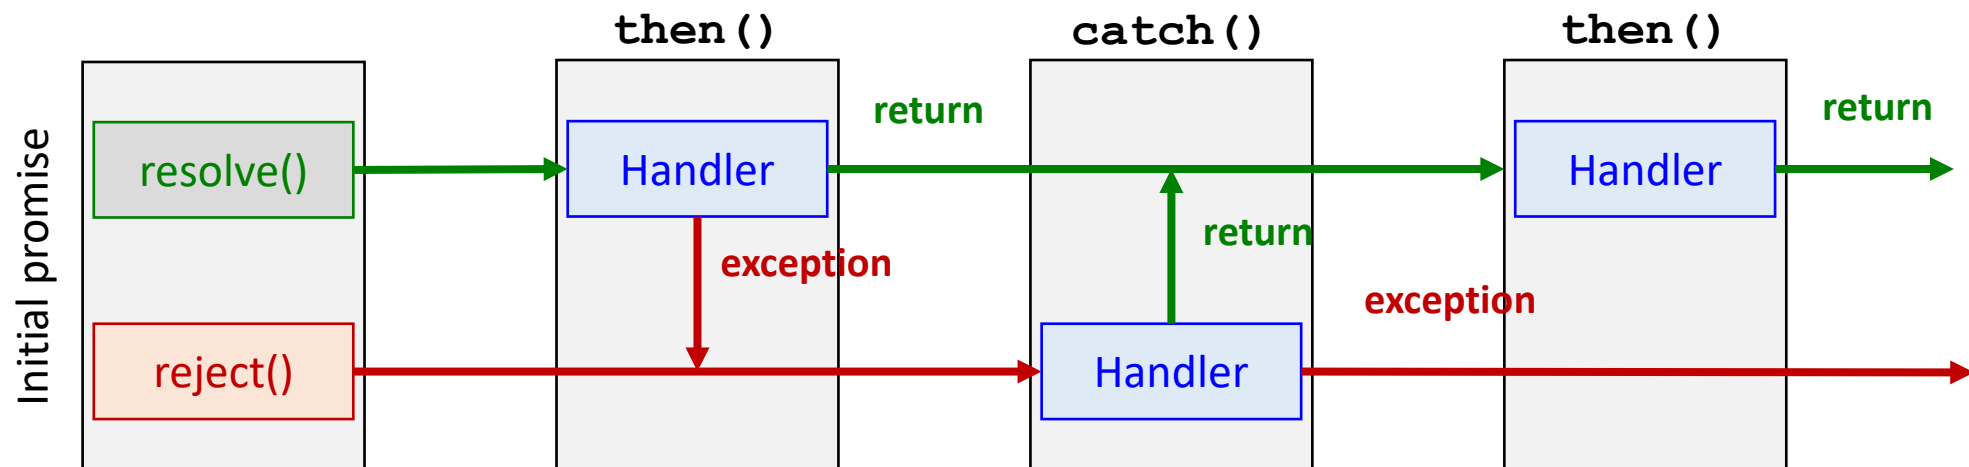 then()
catch()
then()
Initial promise
resolve()
Handler
return
Handler
return
exception
return
exception
reject()
Handler